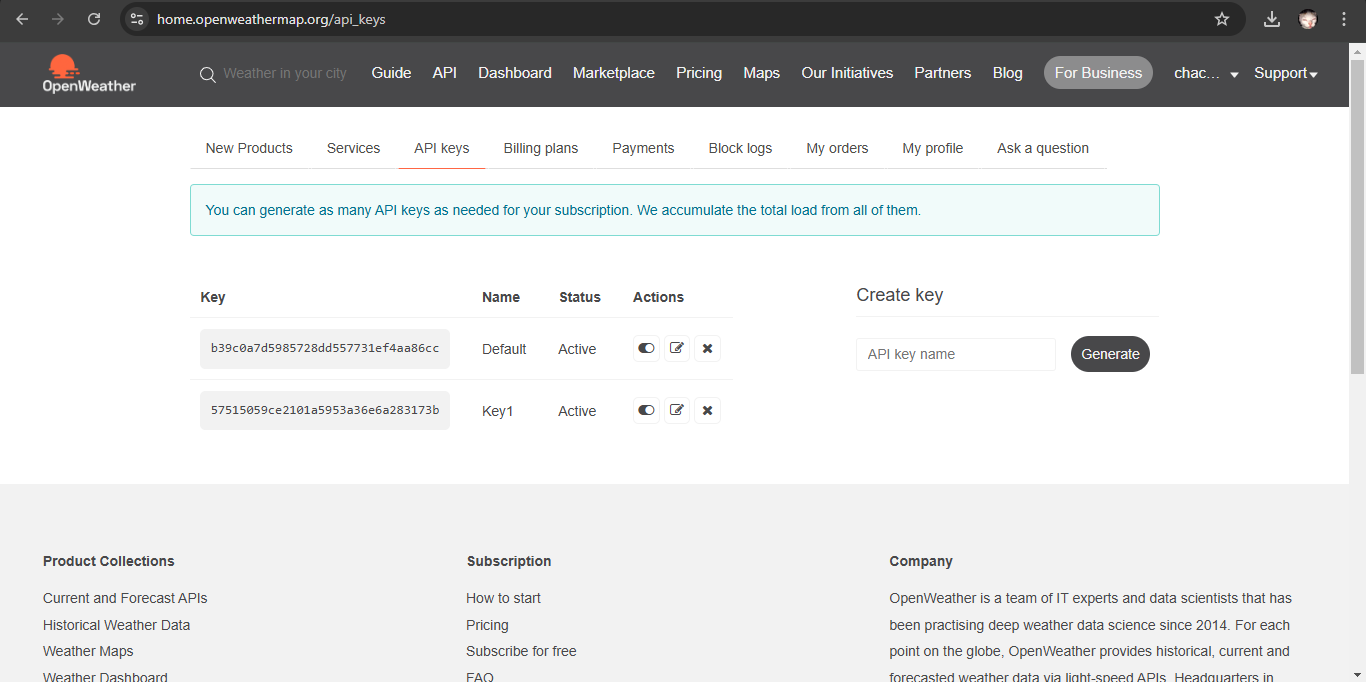 home.openweathermap.org/api_keys
OpenWeather
Weather in your city
Guide API Dashboard Marketplace Pricing Maps Our Initiatives Partners Blog For Business chac... Support
New Products Services API keys Billing plans Payments Block logs My orders My profile Ask a question
You can generate as many API keys as needed for your subscription. We accumulate the total load from all of them.
Key Name Status Actions
b39c0a7d5985728dd557731ef4aa86cc Default Active
57515059ce2101a5953a36e6a283173b Key1 Active
Create key
API key name Generate
Product Collections
Current and Forecast APIs
Historical Weather Data
Weather Maps
Weather Dashboard
Subscription
How to start
Pricing
Subscribe for free
FAQ
Company
OpenWeather is a team of IT experts and data scientists that has
been practising deep weather data science since 2014. For each
point on the globe, OpenWeather provides historical, current and
forecasted weather data via light-speed APIs. Headquarters in